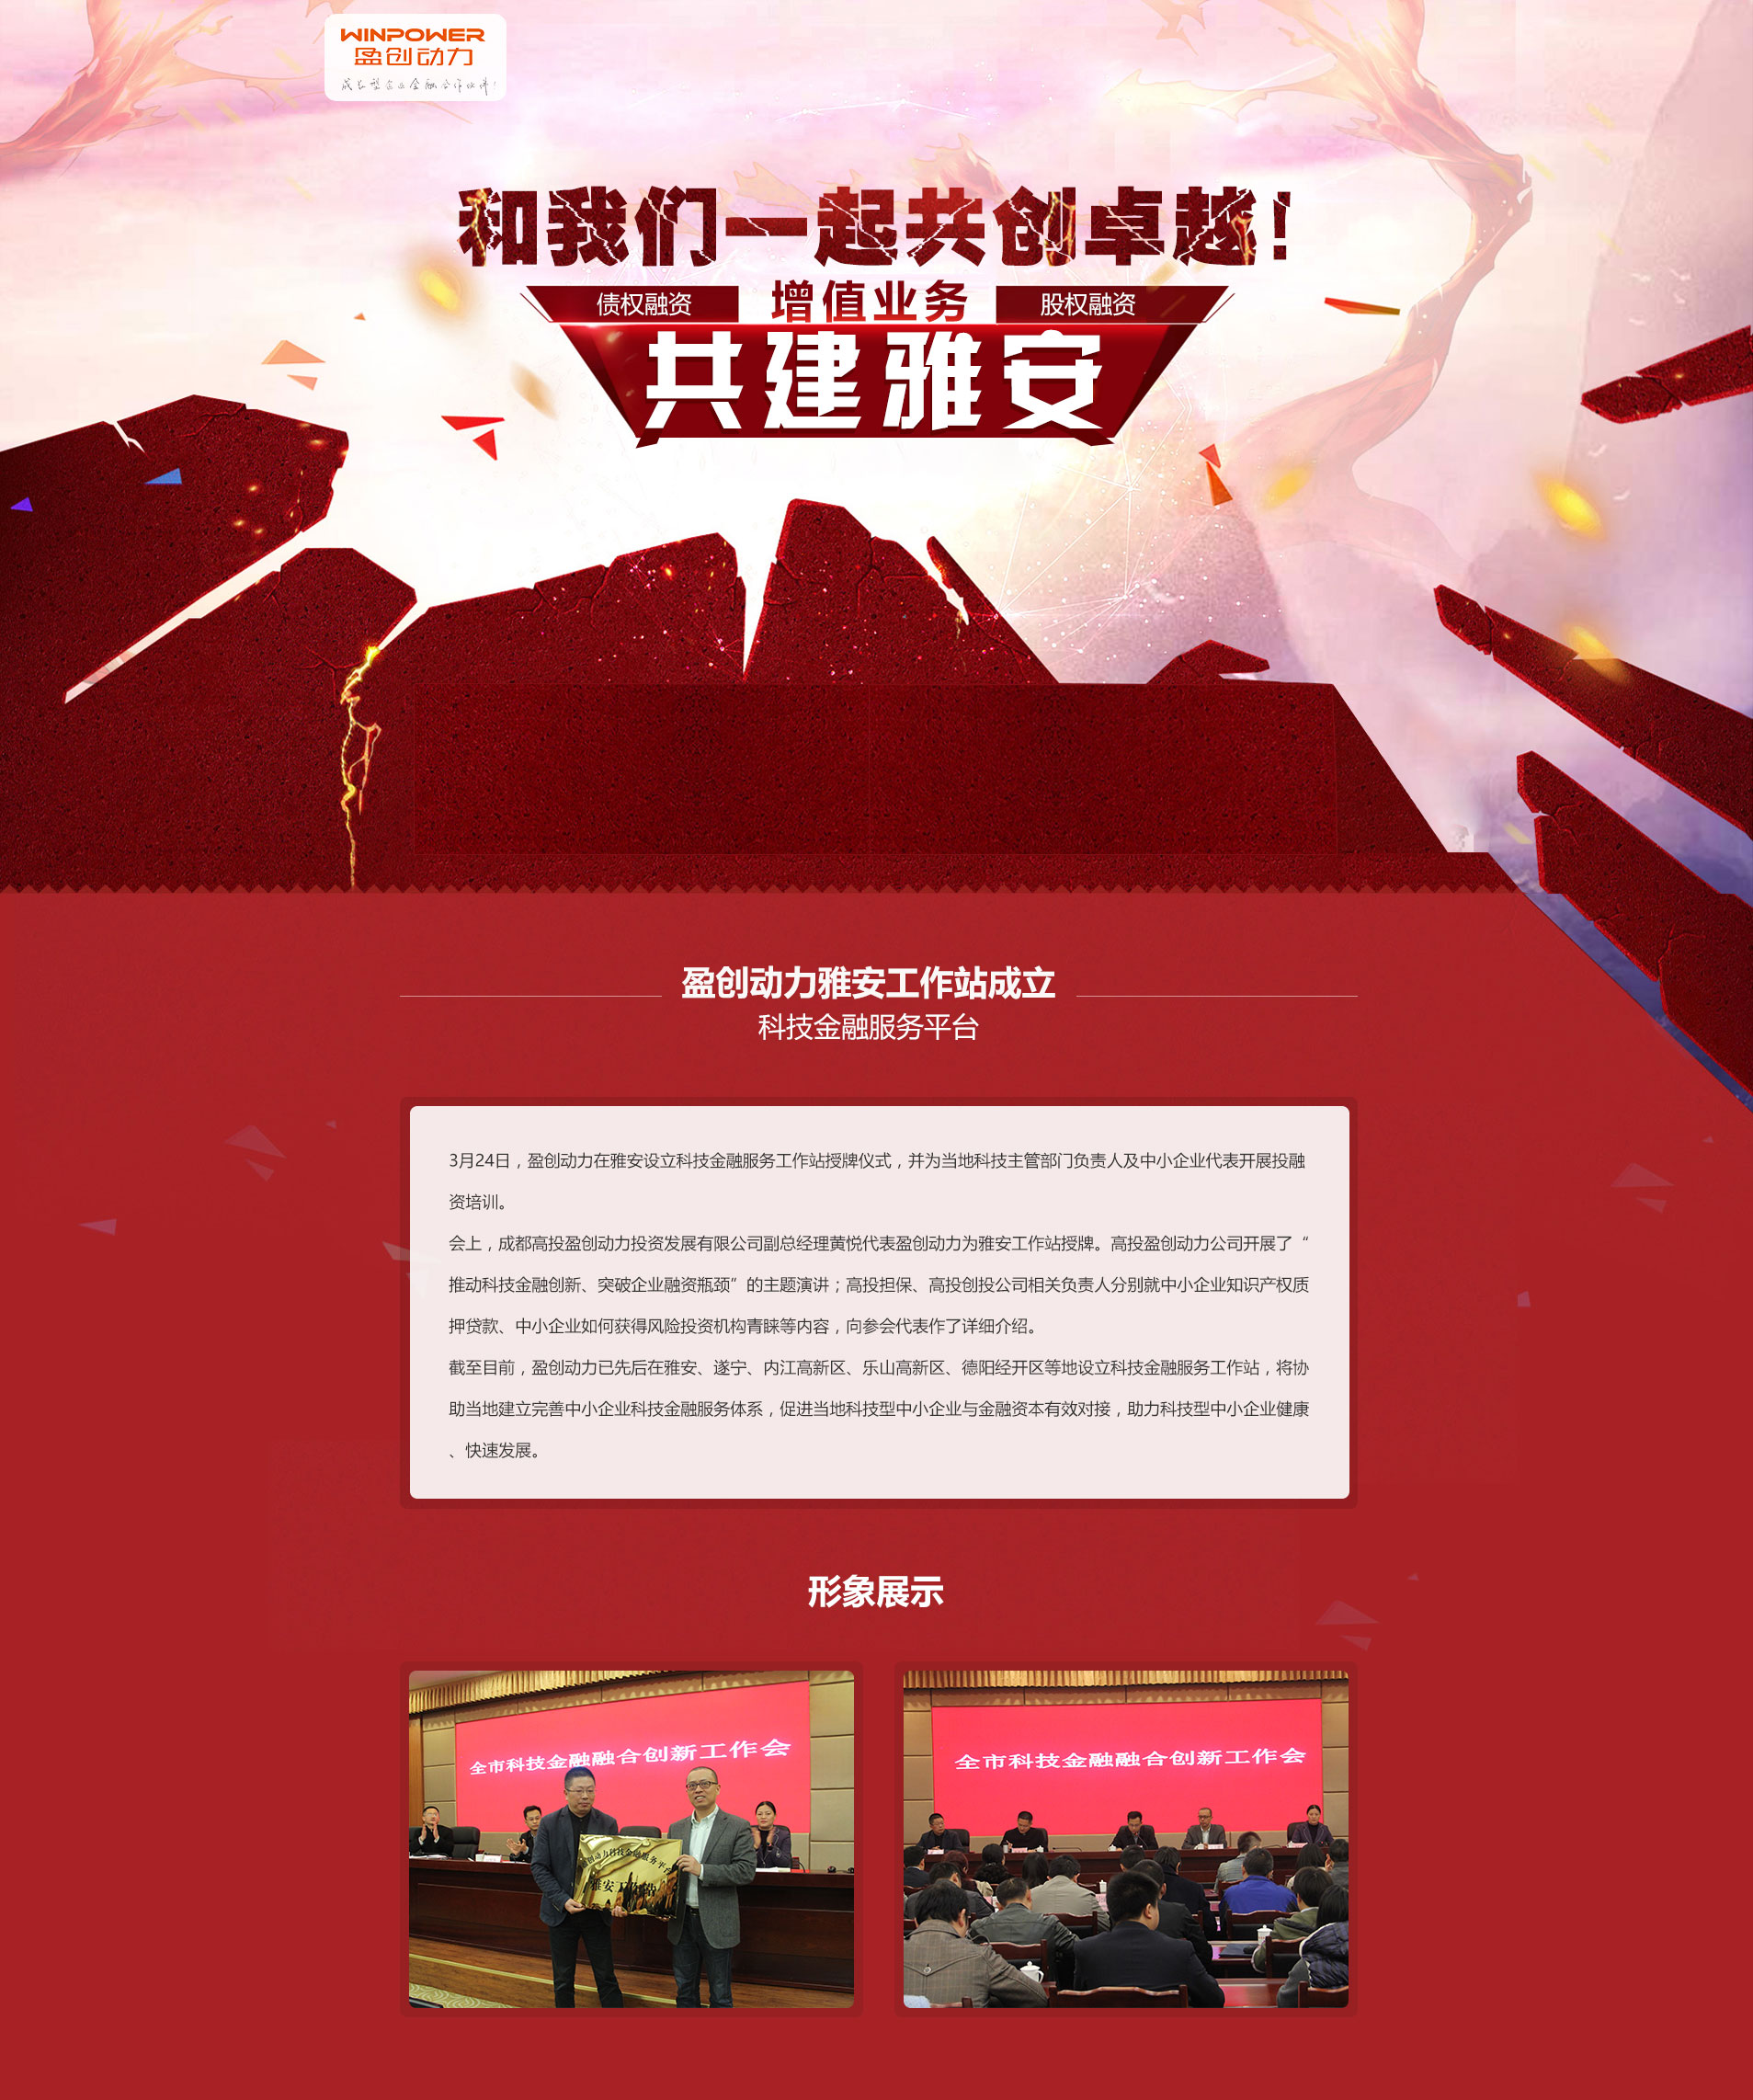 WINPOWER
盈创动力
成长型企业金融合作伙伴!
和我们一起共创卓越!
债权融资 增值业务 股权融资
共建雅安
盈创动力雅安工作站成立
科技金融服务平台
3月24日，盈创动力在雅安设立科技金融服务工作站授牌仪式，并为当地科技主管部门负责人及中小企业代表开展投融
资培训。
会上，成都高投盈创动力投资发展有限公司副总经理黄悦代表盈创动力为雅安工作站授牌。高投盈创动力公司开展了“
推动科技金融创新、突破企业融资瓶颈”的主题演讲；高投担保、高投创投公司相关负责人分别就中小企业知识产权质
押贷款、中小企业如何获得风险投资机构青睐等内容，向参会代表作了详细介绍。
截至目前，盈创动力已先后在雅安、遂宁、内江高新区、乐山高新区、德阳经开区等地设立科技金融服务工作站，将协
助当地建立完善中小企业科技金融服务体系，促进当地科技型中小企业与金融资本有效对接，助力科技型中小企业健康
、快速发展。
形象展示
全市科技金融融合创新工作会
创动力科技金融服务平台
雅安工作站
全市科技金融融合创新工作会